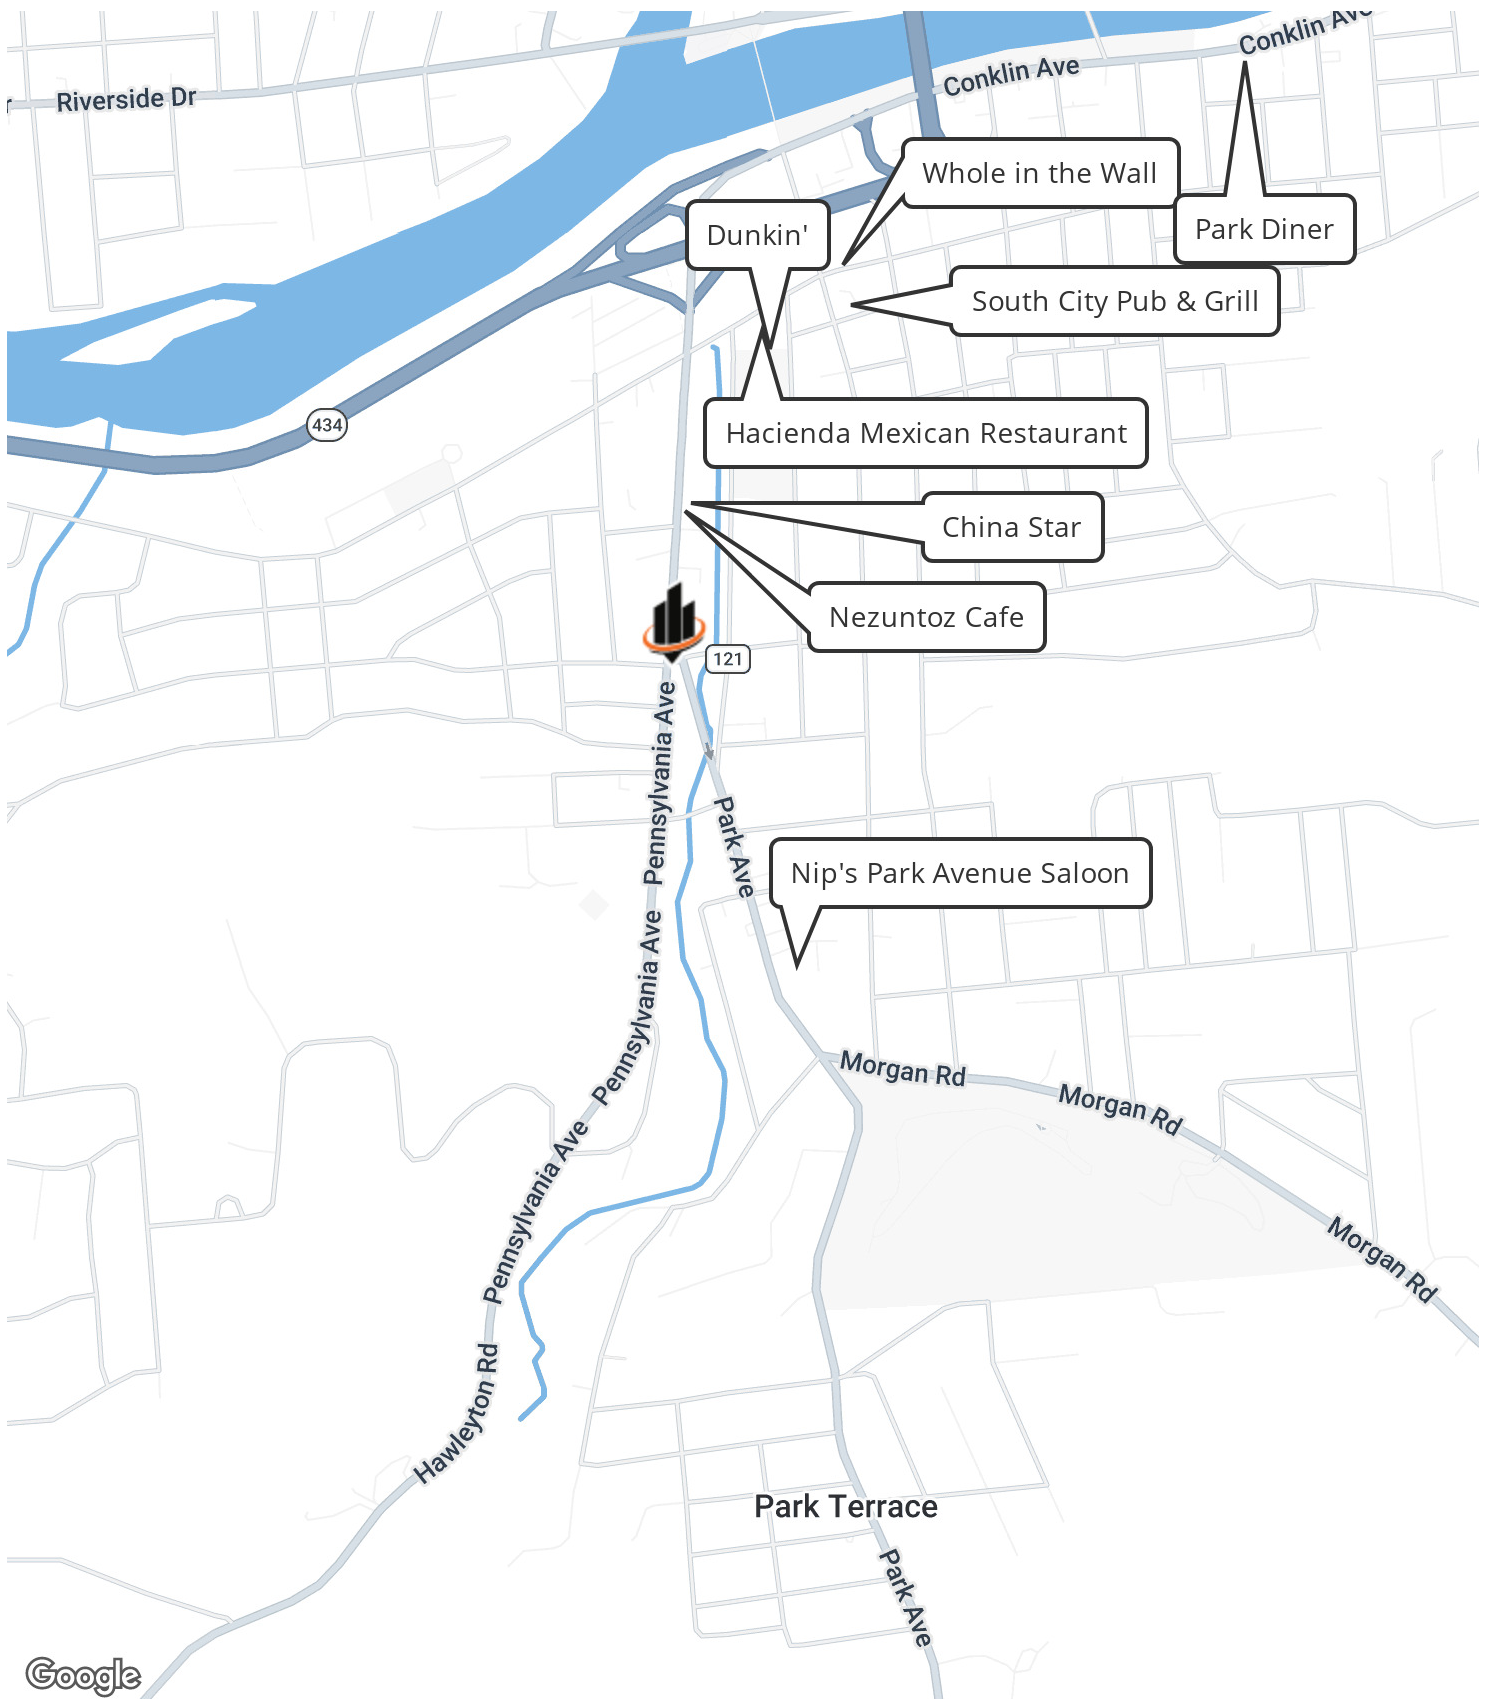 Conklin Ave
Conklin Ave
Riverside Dr
Whole in the Wall
Dunkin'
Park Diner
South City Pub & Grill
434
Hacienda Mexican Restaurant
China Star
Nezuntoz Cafe
121
Pennsylvania Ave
Park Ave
Nip's Park Avenue Saloon
Pennsylvania Ave
Morgan Rd
Morgan Rd
Pennsylvania Ave
Morgan Rd
Hawleyton Rd
Park Terrace
Park Ave
Google